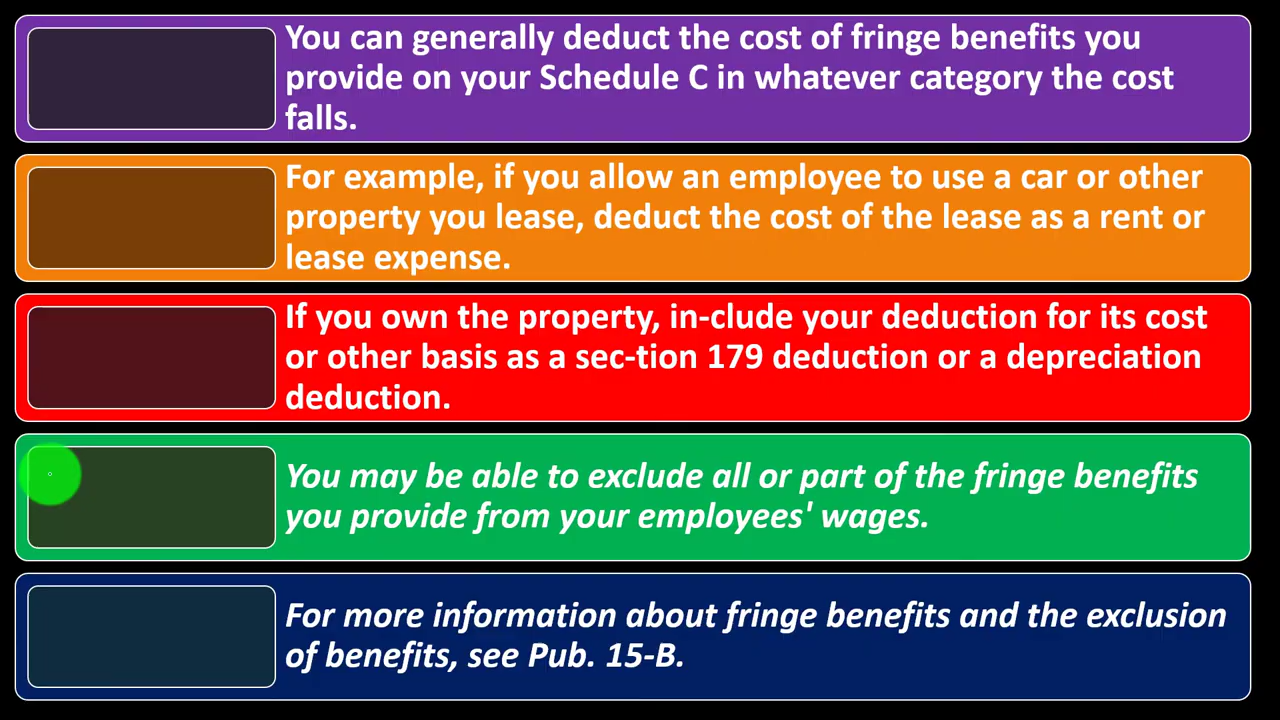 You can generally deduct the cost of fringe benefits you
provide on your Schedule C in whatever category the cost
falls.
For example, if you allow an employee to use a car or other
property you lease, deduct the cost of the lease as a rent or
lease expense.
If you own the property, in-clude your deduction for its cost
or other basis as a sec-tion 179 deduction or a depreciation
deduction.
You may be able to exclude all or part of the fringe benefits
you provide from your employees' wages.
For more information about fringe benefits and the exclusion
of benefits, see Pub. 15-B.